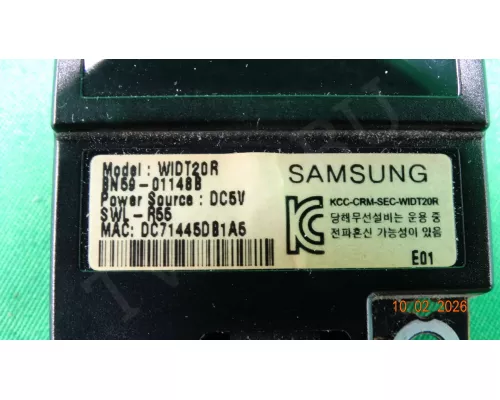 Model : WIDT20R
BN59-01148B
Power Source : DC5V
SWL-R55
MAC: DC71445DB1A5
SAMSUNG
KCC-CRM-SEC-WIDT20R
당해무선설비는 운용 중
전파혼신 가능성이 있음
E01
10/02/2026